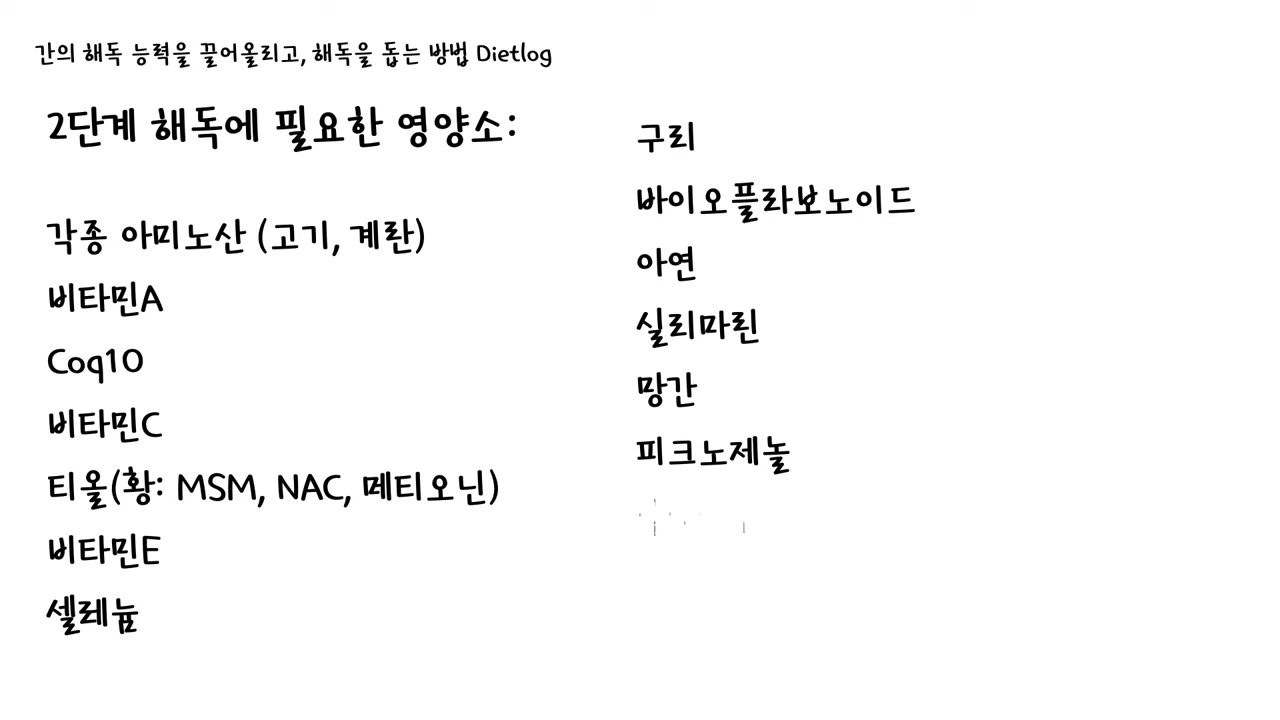 간의 해독 능력을 끌어올리고, 해독을 돕는 방법 Dietlog
2단계 해독에 필요한 영양소:
각종 아미노산 (고기, 계란)
비타민A
Coq10
비타민C
티올(황: MSM, NAC, 메티오닌)
비타민E
셀레늄
구리
바이오플라보노이드
아연
실리마린
망간
피크노제놀